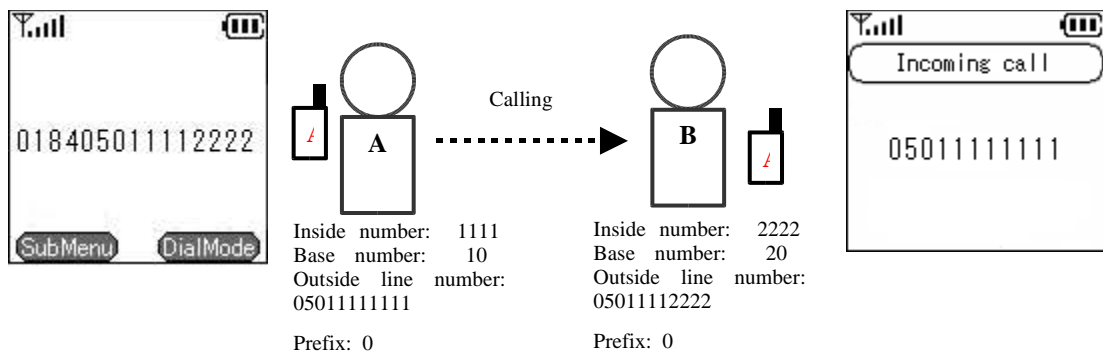 018405011112222
SubMenu DialMode
A
Inside number: 1111
Base number: 10
Outside line number:
05011111111
Prefix: 0
Calling
B
Inside number: 2222
Base number: 20
Outside line number:
05011112222
Prefix: 0
Incoming call
05011111111